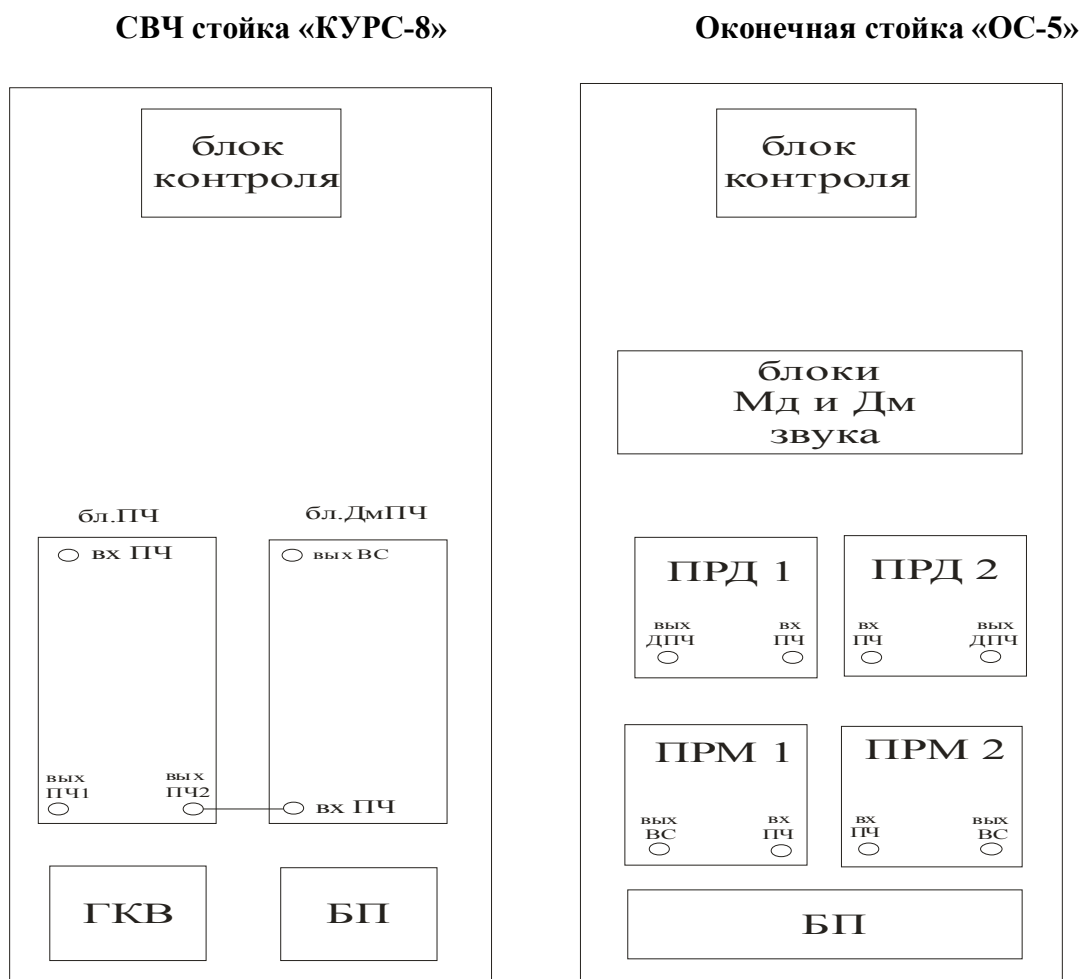 СВЧ стойка «КУРС-8»
Оконечная стойка «ОС-5»
блок
контроля
бл.ПЧ
бл.ДмПЧ
вх ПЧ
вых ВС
вых
ПЧ1
вых
ПЧ2
вх ПЧ
ГКВ
БП
блок
контроля
блоки
Мд и Дм
звука
ПРД 1
вых
ДПЧ
вх
ПЧ
ПРД 2
вх
ПЧ
вых
ДПЧ
ПРМ 1
вых
ВС
вх
ПЧ
ПРМ 2
вх
ПЧ
вых
ВС
БП